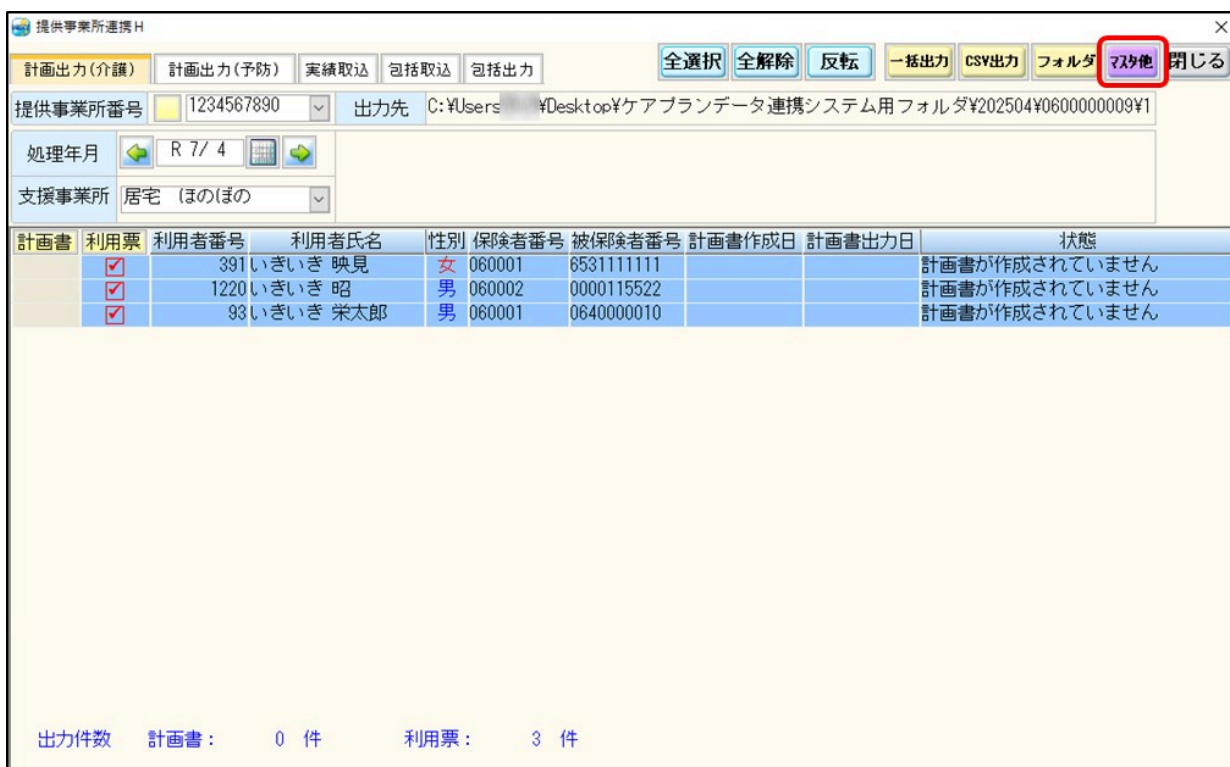 提供事業所連携H
計画出力(介護) 計画出力(予防) 実績取込 包括取込 包括出力 全選択 全解除 反転 一括出力 CSV出力 フォルダ ﾏｽﾀ他 閉じる
提供事業所番号 1234567890 出力先 C:¥Users ¥Desktop¥ケアプランデータ連携システム用フォルダ¥202504¥0600000009¥1
処理年月 R 7/ 4
支援事業所 居宅 ほのぼの
計画書 利用票 利用者番号 利用者氏名 性別 保険者番号 被保険者番号 計画書作成日 計画書出力日 状態
391 いきいき 映見 女 060001 6531111111 計画書が作成されていません
1220 いきいき 昭 男 060002 0000115522 計画書が作成されていません
93 いきいき 栄太郎 男 060001 0640000010 計画書が作成されていません
出力件数 計画書: 0 件 利用票: 3 件